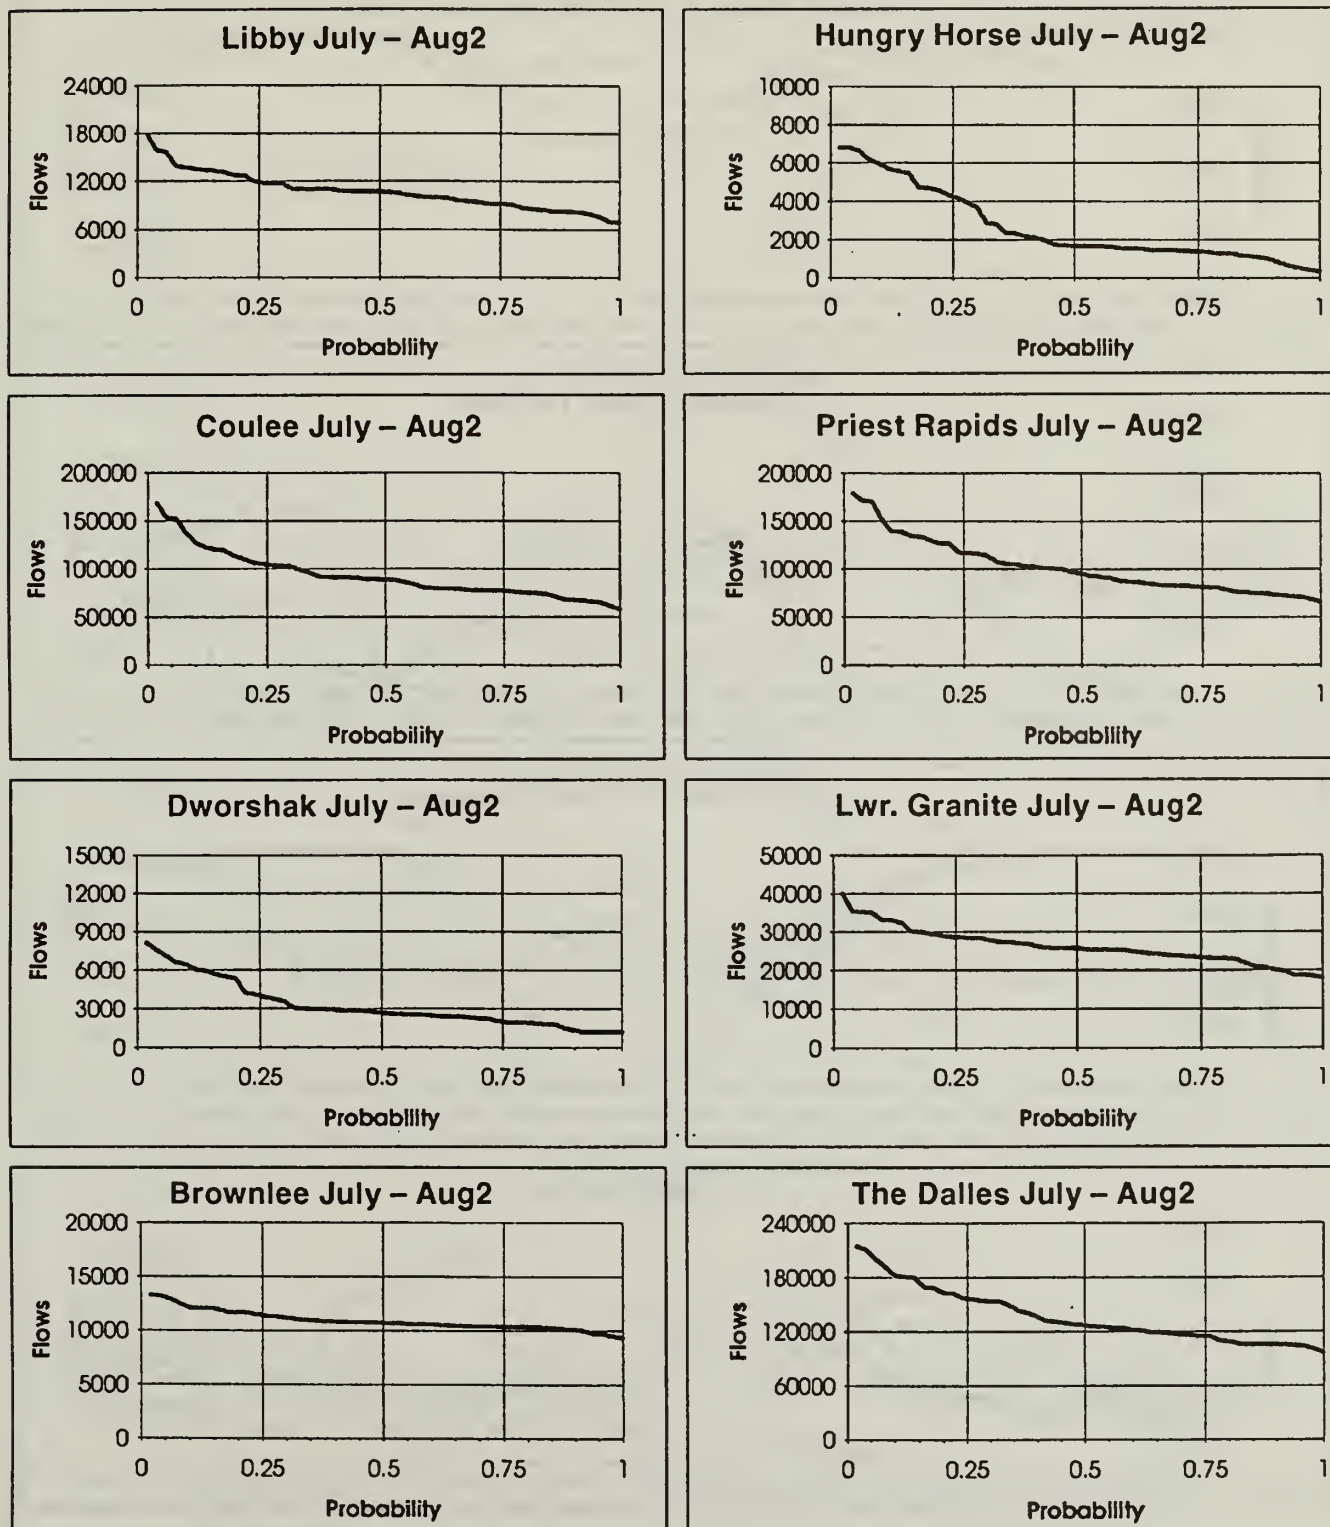 Libby July – Aug2
24000
18000
12000
6000
0
Flows
0 0.25 0.5 0.75 1
Probability
Hungry Horse July – Aug2
10000
8000
6000
4000
2000
0
Flows
0 0.25 0.5 0.75 1
Probability
Coulee July – Aug2
200000
150000
100000
50000
0
Flows
0 0.25 0.5 0.75 1
Probability
Priest Rapids July – Aug2
200000
150000
100000
50000
0
Flows
0 0.25 0.5 0.75 1
Probability
Dworshak July – Aug2
15000
12000
9000
6000
3000
0
Flows
0 0.25 0.5 0.75 1
Probability
Lwr. Granite July – Aug2
50000
40000
30000
20000
10000
0
Flows
0 0.25 0.5 0.75 1
Probability
Brownlee July – Aug2
20000
15000
10000
5000
0
Flows
0 0.25 0.5 0.75 1
Probability
The Dalles July – Aug2
240000
180000
120000
60000
0
Flows
0 0.25 0.5 0.75 1
Probability